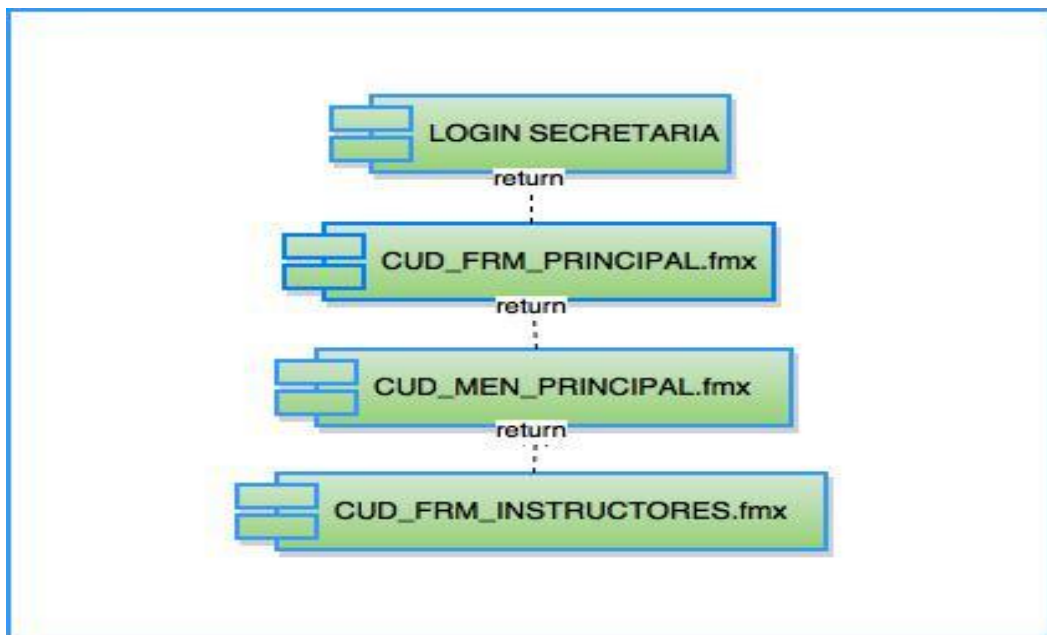 LOGIN SECRETARIA
return
CUD_FRM_PRINCIPAL.fmx
return
CUD_MEN_PRINCIPAL.fmx
return
CUD_FRM_INSTRUCTORES.fmx